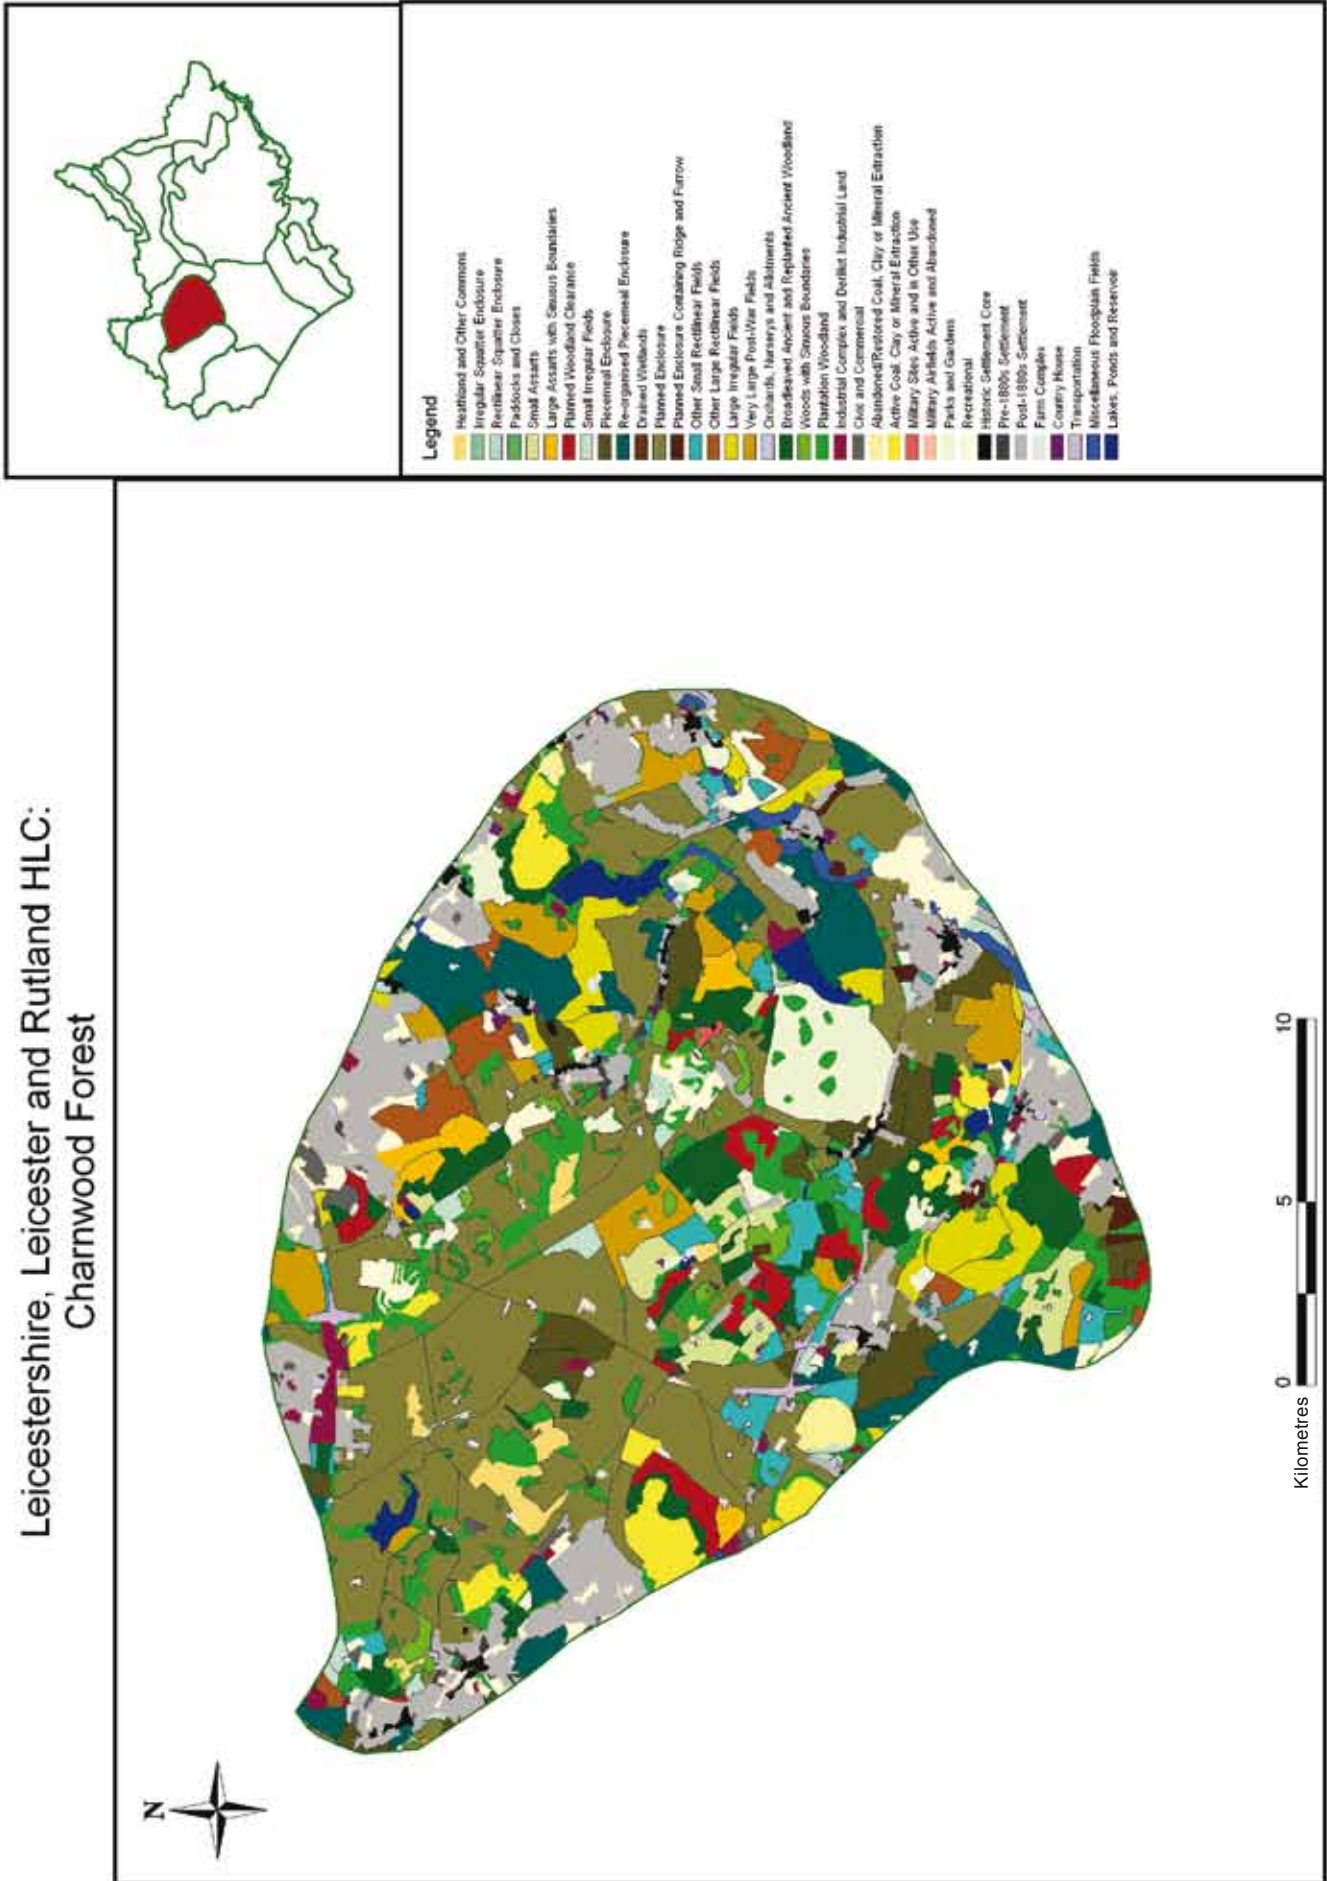 Leicestershire, Leicester and Rutland HLC:
Charnwood Forest
N
Legend
Heathland and Other Commons
Irregular Squatter Enclosure
Rectilinear Squatter Enclosure
Paddocks and Closes
Small Assarts
Large Assarts with Sinuous Boundaries
Planned Woodland Clearance
Small Irregular Fields
Piecemeal Enclosure
Re-organised Piecemeal Enclosure
Drained Wetlands
Planned Enclosure
Planned Enclosure Containing Ridge and Furrow
Other Small Rectilinear Fields
Other Large Rectilinear Fields
Large Irregular Fields
Very Large Post-War Fields
Orchards, Nurserys and Allotments
Broadleaved Ancient and Replanted Ancient Woodland
Woods with Sinuous Boundaries
Plantation Woodland
Industrial Complex and Derilict Industrial Land
Civic and Commercial
Abandoned/Restored Coal, Clay or Mineral Extraction
Active Coal, Clay or Mineral Extraction
Military Sites Active and in Other Use
Military Airfields Active and Abandoned
Parks and Gardens
Recreational
Historic Settlement Core
Pre-1880s Settlement
Post-1880s Settlement
Farm Complex
Country House
Transportation
Miscellaneous Floodplain Fields
Lakes, Ponds and Reservoir
Kilometres 0 5 10